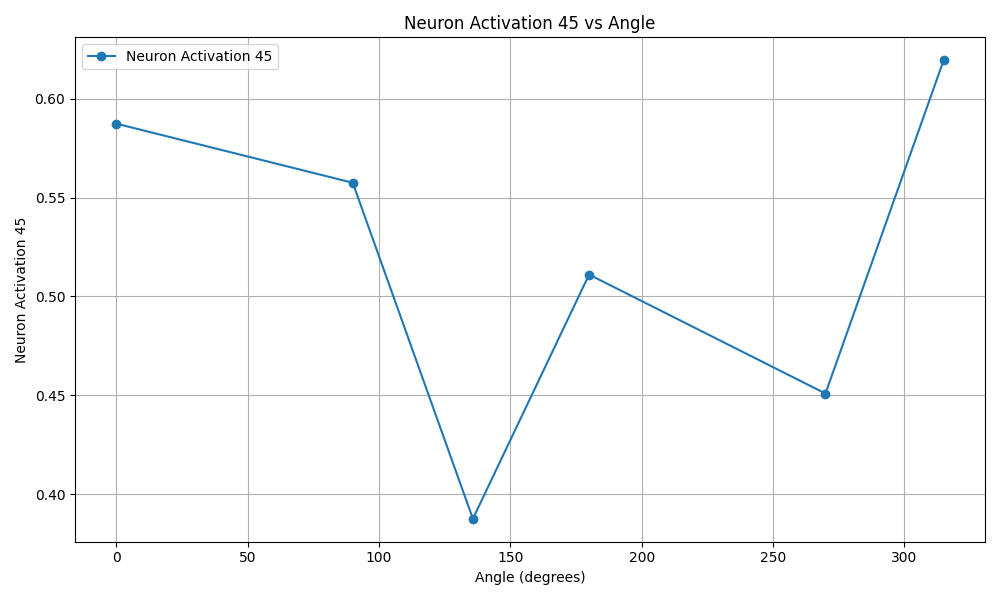 Neuron Activation 45 vs Angle
Neuron Activation 45
0.60
0.55
0.50
0.45
0.40
Neuron Activation 45
0 50 100 150 200 250 300
Angle (degrees)